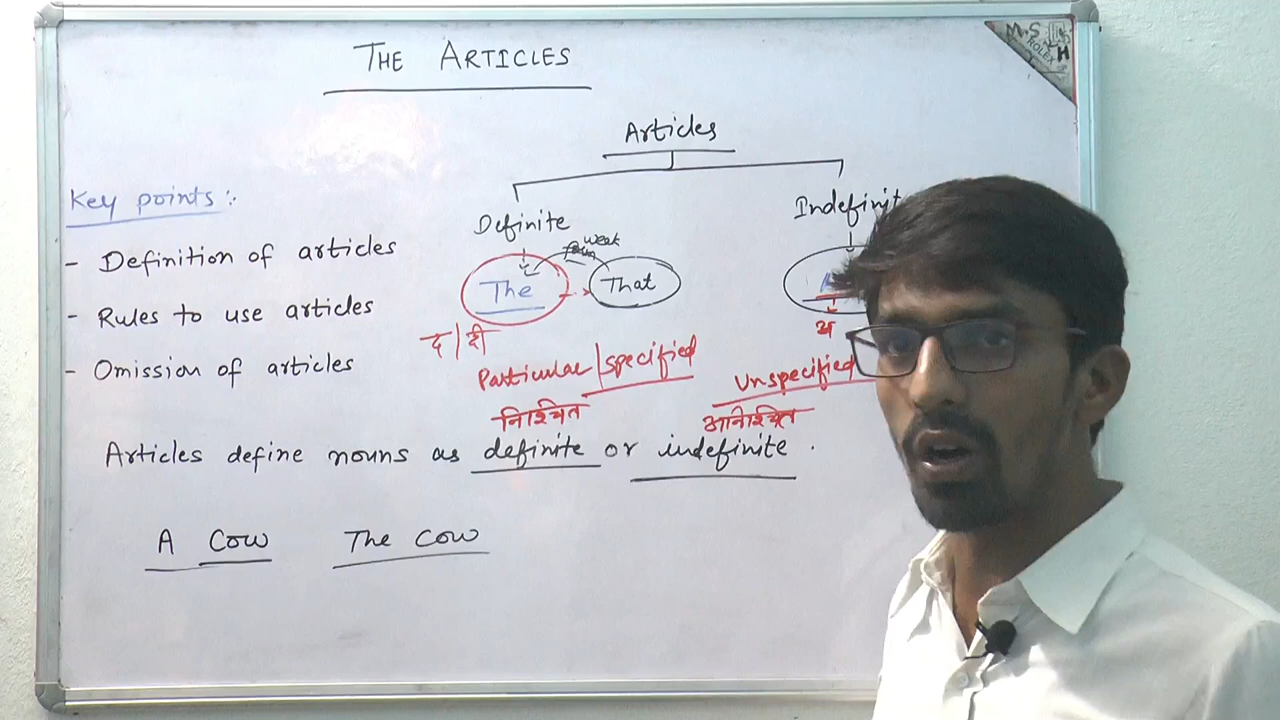 THE ARTICLES
Articles
Key points :
Definite
- Definition of articles
weak
The
That
- Rules to use articles
द / दी
अ
- Omission of articles
Particular / specified
Unspecified
निश्चित
अनिश्चित
Articles define nouns as definite or indefinite .
A Cow The Cow
M.S
ROLEX